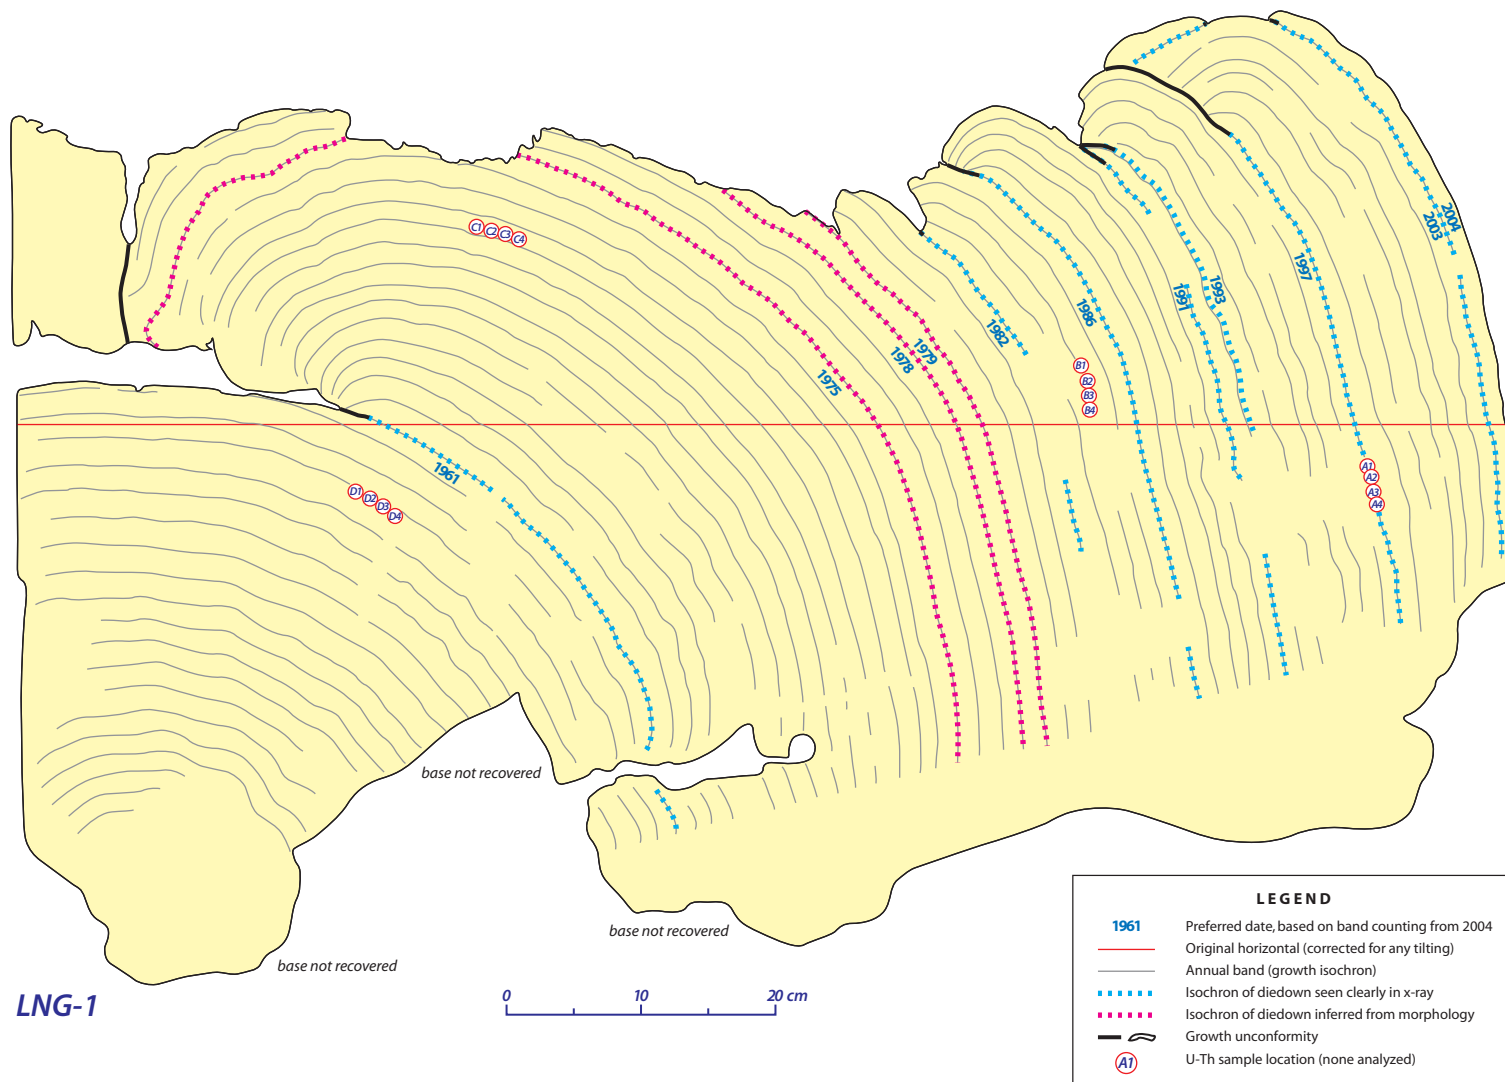 C1 C2 C3 C4
2004
2003
1997
1993
1991
1986
1982
1979
1978
1975
B1
B2
B3
B4
1961
A1
A2
A3
A4
D1
D2
D3
D4
base not recovered
base not recovered
base not recovered
LNG-1
0 10 20 cm
LEGEND
1961 Preferred date, based on band counting from 2004
Original horizontal (corrected for any tilting)
Annual band (growth isochron)
Isochron of diedown seen clearly in x-ray
Isochron of diedown inferred from morphology
Growth unconformity
A1 U-Th sample location (none analyzed)